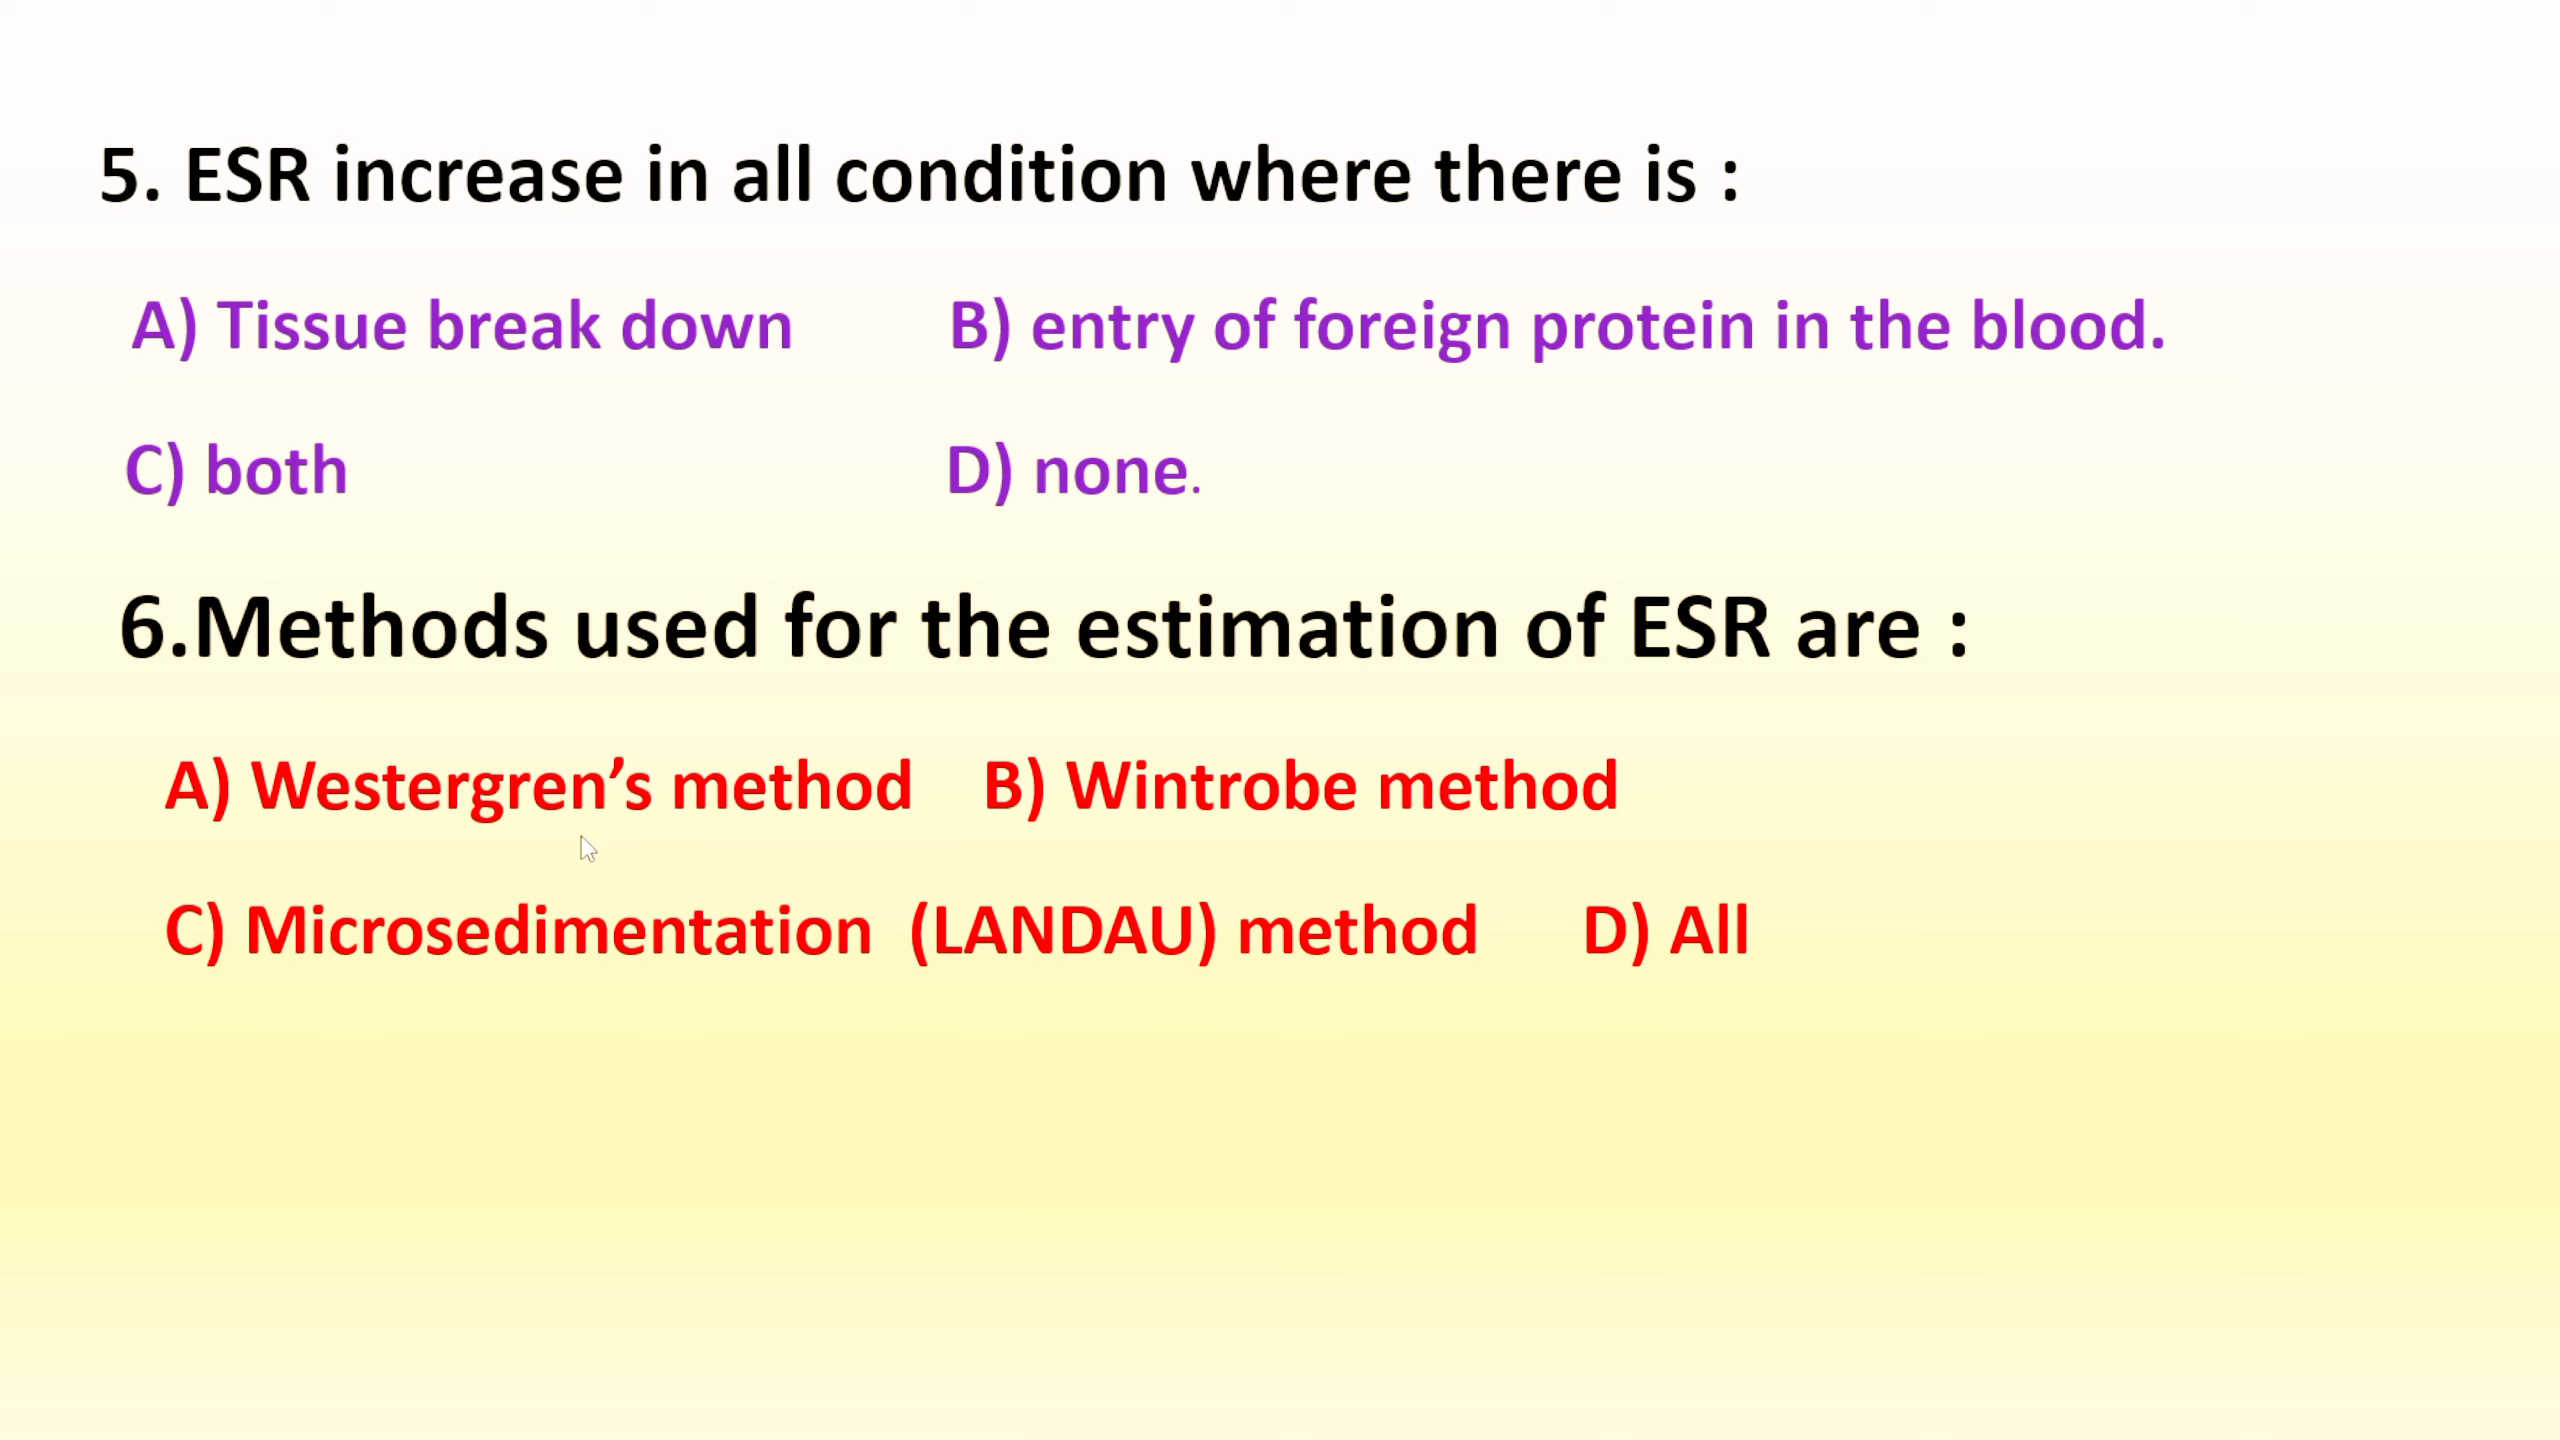 5. ESR increase in all condition where there is :
A) Tissue break down B) entry of foreign protein in the blood.
C) both D) none.
6.Methods used for the estimation of ESR are :
A) Westergren’s method B) Wintrobe method
C) Microsedimentation (LANDAU) method D) All